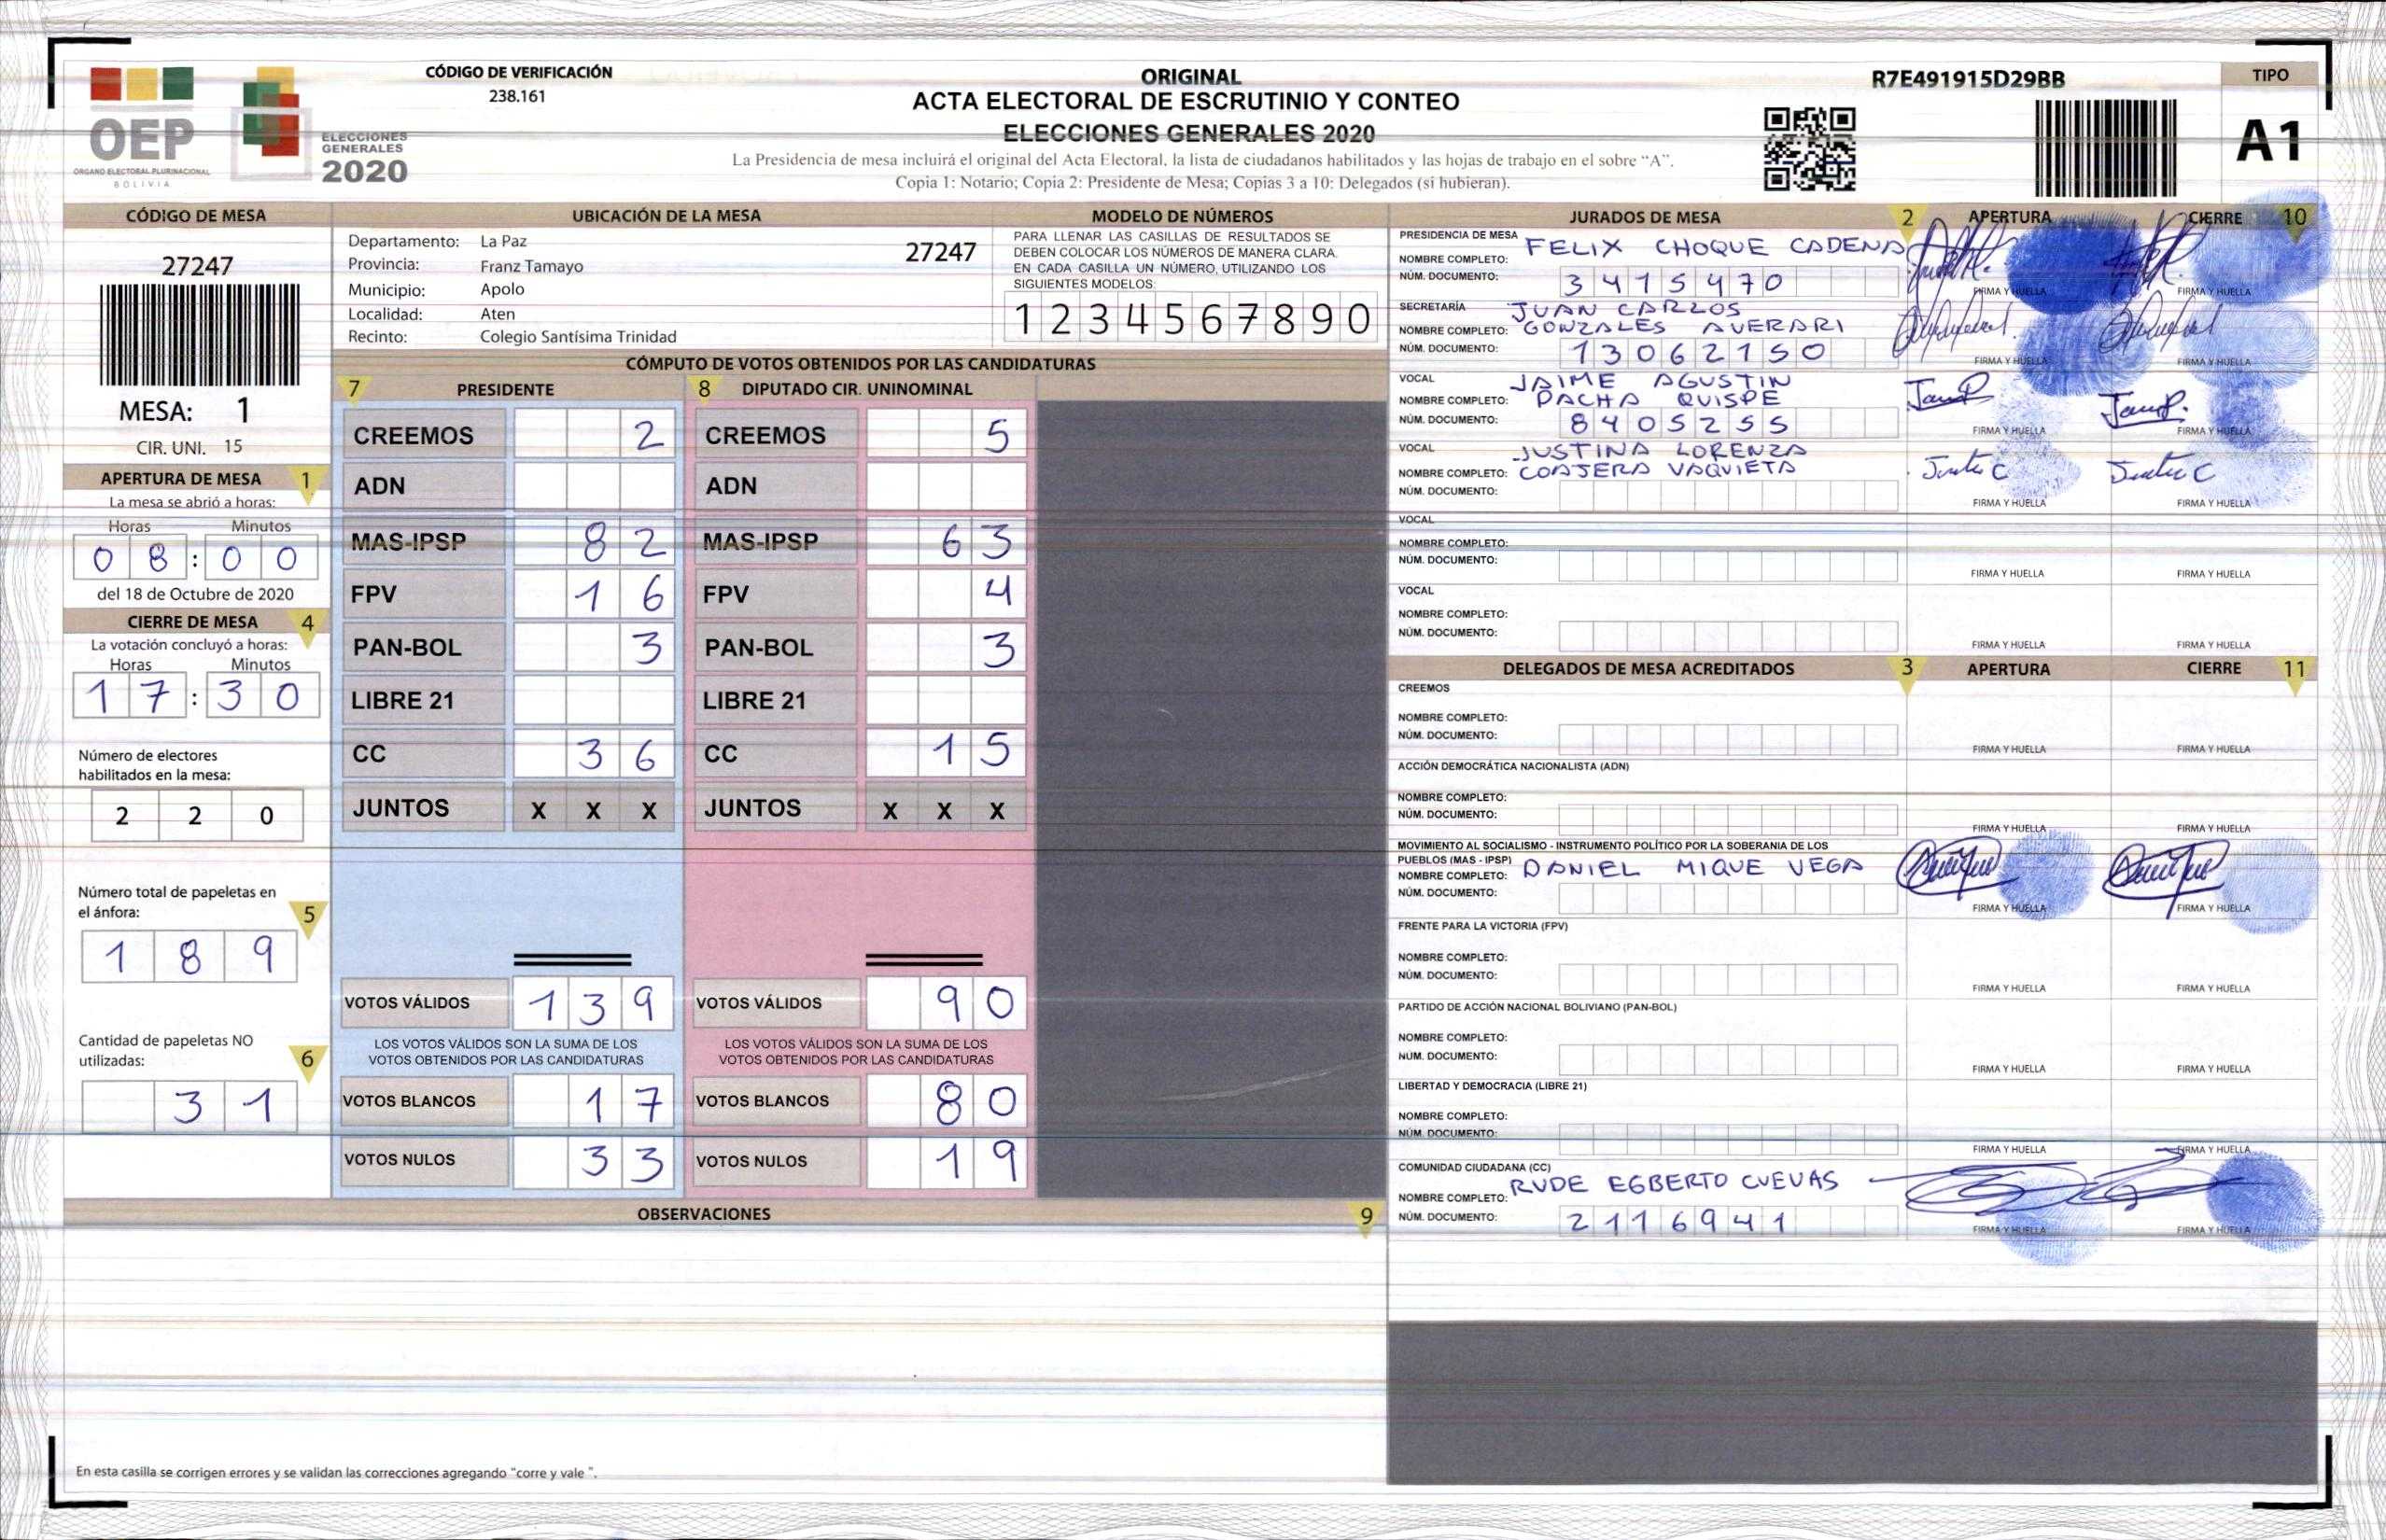 CÓDIGO DE VERIFICACIÓN
238.161
OEP
ÓRGANO ELECTORAL PLURINACIONAL
BOLIVIA
ELECCIONES
GENERALES
2020
ORIGINAL
ACTA ELECTORAL DE ESCRUTINIO Y CONTEO
ELECCIONES GENERALES 2020
La Presidencia de mesa incluirá el original del Acta Electoral, la lista de ciudadanos habilitados y las hojas de trabajo en el sobre “A”.
Copia 1: Notario; Copia 2: Presidente de Mesa; Copias 3 a 10: Delegados (si hubieran).
R7E491915D29BB
TIPO
A1
CÓDIGO DE MESA
27247
MESA: 1
CIR. UNI. 15
APERTURA DE MESA 1
La mesa se abrió a horas:
Horas Minutos
08:00
del 18 de Octubre de 2020
CIERRE DE MESA 4
La votación concluyó a horas:
Horas Minutos
17:30
Número de electores
habilitados en la mesa:
2 2 0
Número total de papeletas en
el ánfora: 5
1 8 9
Cantidad de papeletas NO
utilizadas: 6
3 1
UBICACIÓN DE LA MESA
Departamento: La Paz
27247
Provincia: Franz Tamayo
Municipio: Apolo
Localidad: Aten
Recinto: Colegio Santísima Trinidad
MODELO DE NÚMEROS
PARA LLENAR LAS CASILLAS DE RESULTADOS SE
DEBEN COLOCAR LOS NÚMEROS DE MANERA CLARA.
EN CADA CASILLA UN NÚMERO, UTILIZANDO LOS
SIGUIENTES MODELOS:
1 2 3 4 5 6 7 8 9 0
CÓMPUTO DE VOTOS OBTENIDOS POR LAS CANDIDATURAS
7 PRESIDENTE 8 DIPUTADO CIR. UNINOMINAL
CREEMOS 2 CREEMOS 5
ADN ADN
MAS-IPSP 8 2 MAS-IPSP 6 3
FPV 1 6 FPV 4
PAN-BOL 3 PAN-BOL 3
LIBRE 21 LIBRE 21
CC 3 6 CC 1 5
JUNTOS X X X JUNTOS X X X
VOTOS VÁLIDOS 1 3 9 VOTOS VÁLIDOS 9 0
LOS VOTOS VÁLIDOS SON LA SUMA DE LOS LOS VOTOS VÁLIDOS SON LA SUMA DE LOS
VOTOS OBTENIDOS POR LAS CANDIDATURAS VOTOS OBTENIDOS POR LAS CANDIDATURAS
VOTOS BLANCOS 1 7 VOTOS BLANCOS 8 0
VOTOS NULOS 3 3 VOTOS NULOS 1 9
OBSERVACIONES 9
En esta casilla se corrigen errores y se validan las correcciones agregando “corre y vale ”.
JURADOS DE MESA 2 APERTURA CIERRE 10
PRESIDENCIA DE MESA
NOMBRE COMPLETO: FELIX CHOQUE CADENA
NÚM. DOCUMENTO: 3415470
FIRMA Y HUELLA FIRMA Y HUELLA
SECRETARÍA JUAN CARLOS
NOMBRE COMPLETO: GONZALES AVERARI
NÚM. DOCUMENTO: 13062150
FIRMA Y HUELLA FIRMA Y HUELLA
VOCAL JAIME AGUSTIN
NOMBRE COMPLETO: PACHA QUISPE
NÚM. DOCUMENTO: 8405255
FIRMA Y HUELLA FIRMA Y HUELLA
VOCAL JUSTINA LORENZA
NOMBRE COMPLETO: COAJERA VAQUIETA
NÚM. DOCUMENTO:
FIRMA Y HUELLA FIRMA Y HUELLA
VOCAL
NOMBRE COMPLETO:
NÚM. DOCUMENTO:
FIRMA Y HUELLA FIRMA Y HUELLA
VOCAL
NOMBRE COMPLETO:
NÚM. DOCUMENTO:
FIRMA Y HUELLA FIRMA Y HUELLA
DELEGADOS DE MESA ACREDITADOS 3 APERTURA CIERRE 11
CREEMOS
NOMBRE COMPLETO:
NÚM. DOCUMENTO:
FIRMA Y HUELLA FIRMA Y HUELLA
ACCIÓN DEMOCRÁTICA NACIONALISTA (ADN)
NOMBRE COMPLETO:
NÚM. DOCUMENTO:
FIRMA Y HUELLA FIRMA Y HUELLA
MOVIMIENTO AL SOCIALISMO - INSTRUMENTO POLÍTICO POR LA SOBERANIA DE LOS
PUEBLOS (MAS - IPSP)
NOMBRE COMPLETO: DANIEL MIQUE VEGA
NÚM. DOCUMENTO:
FIRMA Y HUELLA FIRMA Y HUELLA
FRENTE PARA LA VICTORIA (FPV)
NOMBRE COMPLETO:
NÚM. DOCUMENTO:
FIRMA Y HUELLA FIRMA Y HUELLA
PARTIDO DE ACCIÓN NACIONAL BOLIVIANO (PAN-BOL)
NOMBRE COMPLETO:
NÚM. DOCUMENTO:
FIRMA Y HUELLA FIRMA Y HUELLA
LIBERTAD Y DEMOCRACIA (LIBRE 21)
NOMBRE COMPLETO:
NÚM. DOCUMENTO:
FIRMA Y HUELLA FIRMA Y HUELLA
COMUNIDAD CIUDADANA (CC)
NOMBRE COMPLETO: RUDE EGBERTO CUEVAS
NÚM. DOCUMENTO: 2116941
FIRMA Y HUELLA FIRMA Y HUELLA